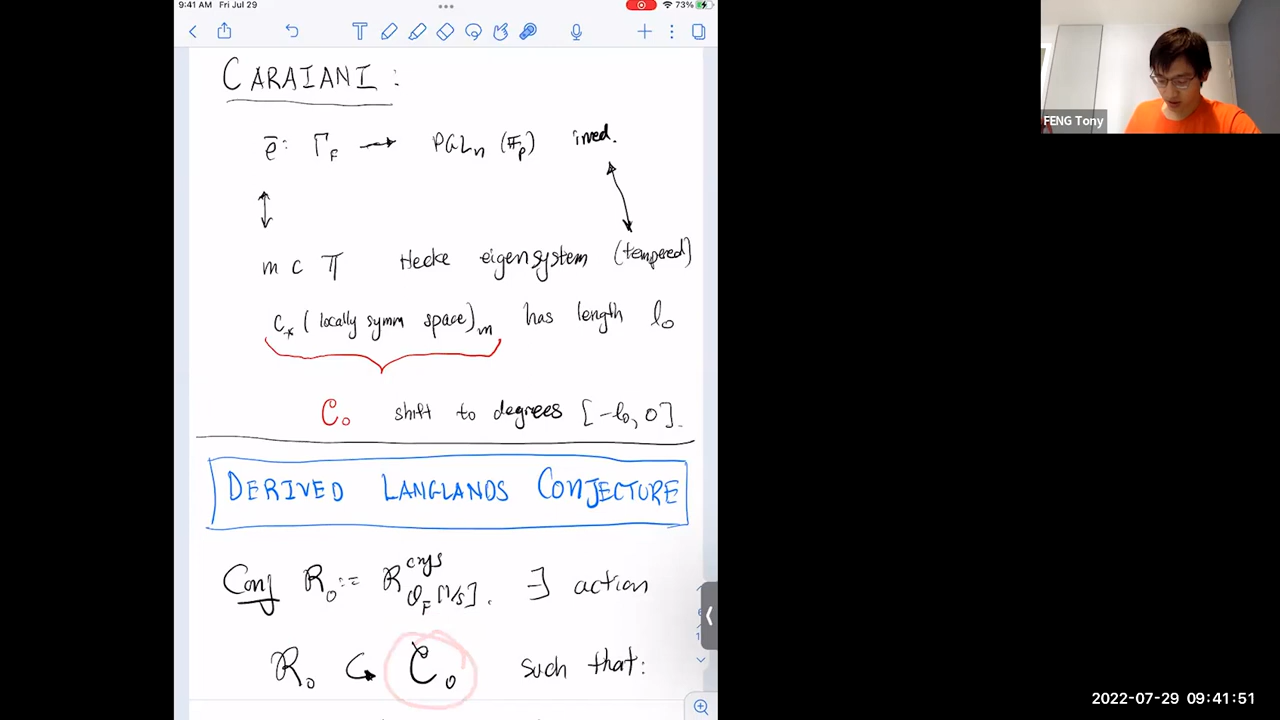 9:41 AM Fri Jul 29
73%
CARAIANI:
ρ̄: Γ_F → PGL_n (F̄_p) irred.
m ⊂ 𝕋 Hecke eigensystem (tempered)
C_* (locally symm space)_m has length l_0
C_0 shift to degrees [-l_0, 0].
DERIVED LANGLANDS CONJECTURE
Conj R_0 := R^{crys}_{O_F[1/S]}. ∃ action
R_0 ↷ C_0 such that:
FENG Tony
2022-07-29 09:41:51